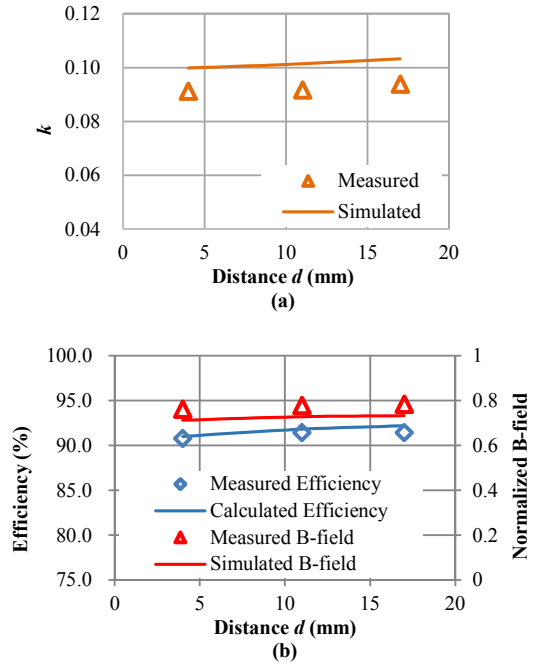 0.12
0.10
0.08
0.06
0.04
k
Measured
Simulated
0 5 10 15 20
Distance d (mm)
(a)
100.0
95.0
90.0
85.0
80.0
75.0
Efficiency (%)
1
0.8
0.6
0.4
0.2
0
Normalized B-field
Measured Efficiency
Calculated Efficiency
Measured B-field
Simulated B-field
0 5 10 15 20
Distance d (mm)
(b)